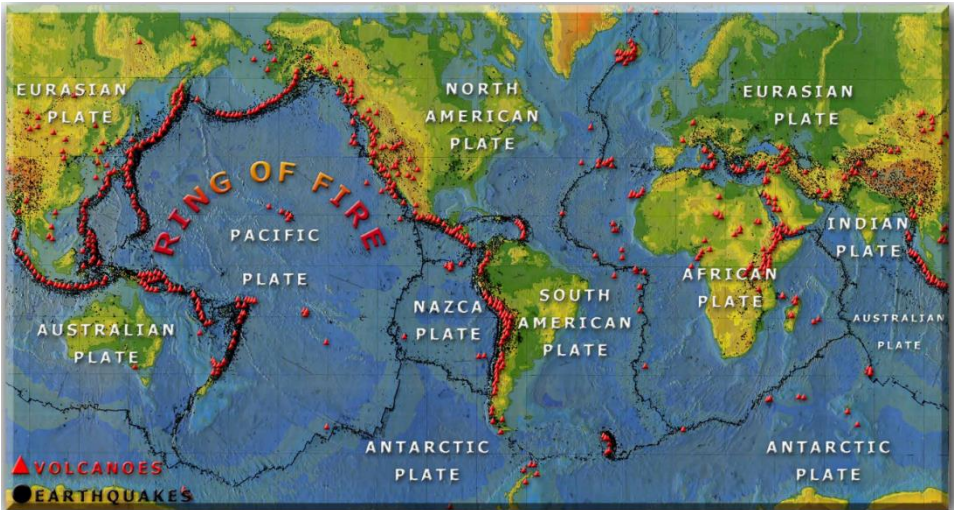 EURASIAN
PLATE
NORTH
AMERICAN
PLATE
EURASIAN
PLATE
RING OF FIRE
PACIFIC
PLATE
INDIAN
PLATE
AFRICAN
PLATE
NAZCA
PLATE
SOUTH
AMERICAN
PLATE
AUSTRALIAN
PLATE
AUSTRALIAN
PLATE
ANTARCTIC
PLATE
ANTARCTIC
PLATE
VOLCANOES
EARTHQUAKES